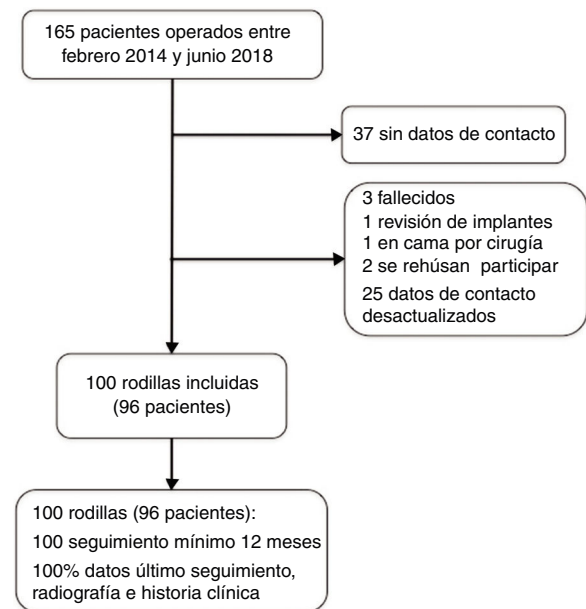 165 pacientes operados entre
febrero 2014 y junio 2018
37 sin datos de contacto
3 fallecidos
1 revisión de implantes
1 en cama por cirugía
2 se rehúsan participar
25 datos de contacto
desactualizados
100 rodillas incluidas
(96 pacientes)
100 rodillas (96 pacientes):
100 seguimiento mínimo 12 meses
100% datos último seguimiento,
radiografía e historia clínica